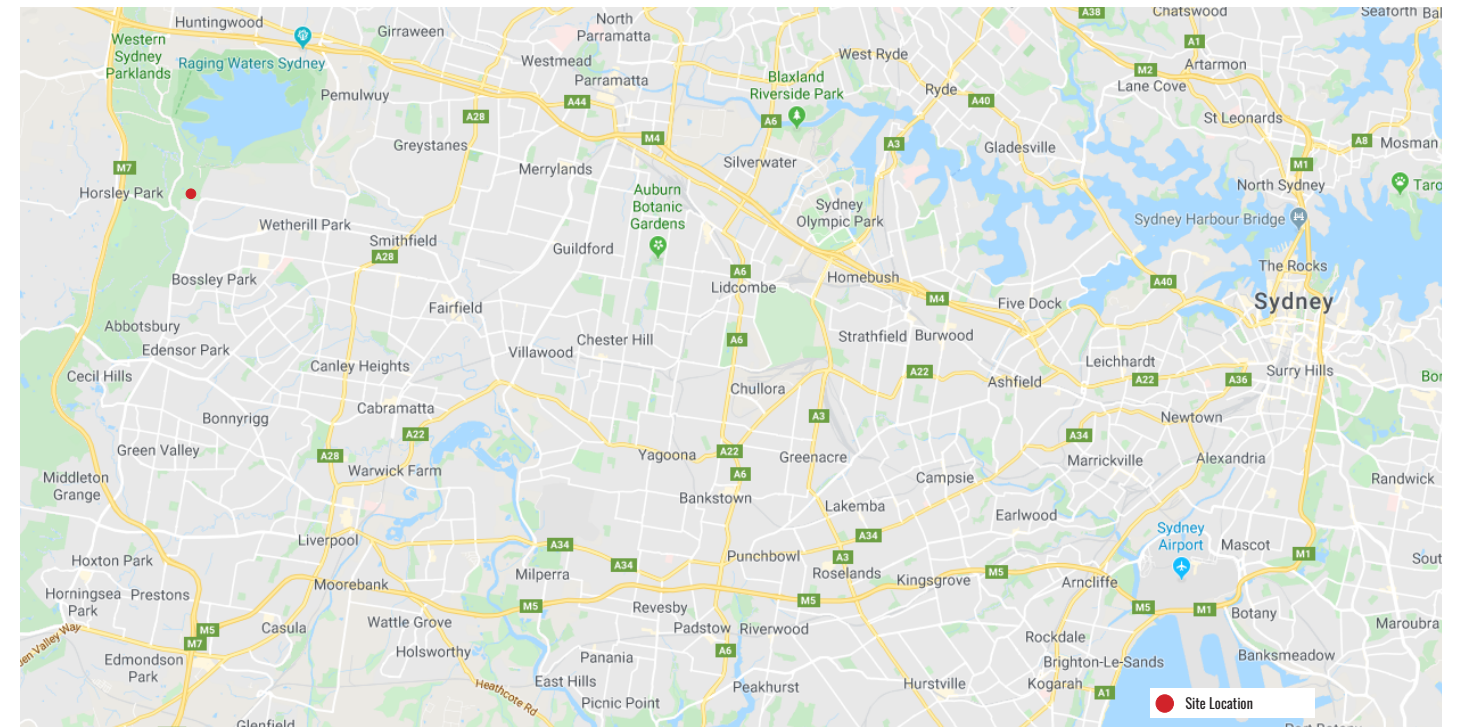 Huntingwood
Girraween
North
Parramatta
A38
Chatswood
Seaforth
Bal
Western
Sydney
Parklands
Raging Waters Sydney
Westmead
West Ryde
A1
Artarmon
M2
Lane Cove
Parramatta
Blaxland
Riverside Park
Ryde
Pemulwuy
A44
A40
A28
A6
St Leonards
Greystanes
M4
A3
Gladesville
A8
Mosman
M7
Merrylands
Silverwater
M1
Horsley Park
Auburn
Botanic
Gardens
Sydney
Olympic Park
North Sydney
Taro
Wetherill Park
Sydney Harbour Bridge
Smithfield
A28
Guildford
A6
Lidcombe
Homebush
The Rocks
Bossley Park
A40
Fairfield
M4
Five Dock
Sydney
Abbotsbury
Edensor Park
Villawood
Chester Hill
A6
Strathfield
Burwood
Leichhardt
Cecil Hills
Canley Heights
Chullora
A22
Ashfield
A22
A36
Surry Hills
Bon
Cabramatta
A3
Newtown
Bonnyrigg
A22
A34
Green Valley
A28
Yagoona
A22
Greenacre
Marrickville
Alexandria
Warwick Farm
A6
Campsie
Middleton
Grange
Bankstown
Randwick
Lakemba
Earlwood
Liverpool
A34
A34
Sydney
Airport
Mascot
M1
Hoxton Park
A34
Punchbowl
A3
Sout
Milperra
Roselands
Kingsgrove
M5
Arncliffe
Moorebank
Horningsea
Park
Prestons
M5
Revesby
M5
M5
M1
Botany
en Valley Way
M5
M7
Casula
Wattle Grove
Padstow
Riverwood
Maroubra
Rockdale
Edmondson
Park
Holsworthy
Panania
A6
Brighton-Le-Sands
Banksmeadow
Heathcote Rd
East Hills
Peakhurst
Hurstville
Kogarah
A1
Picnic Point
Site Location
Glenfield